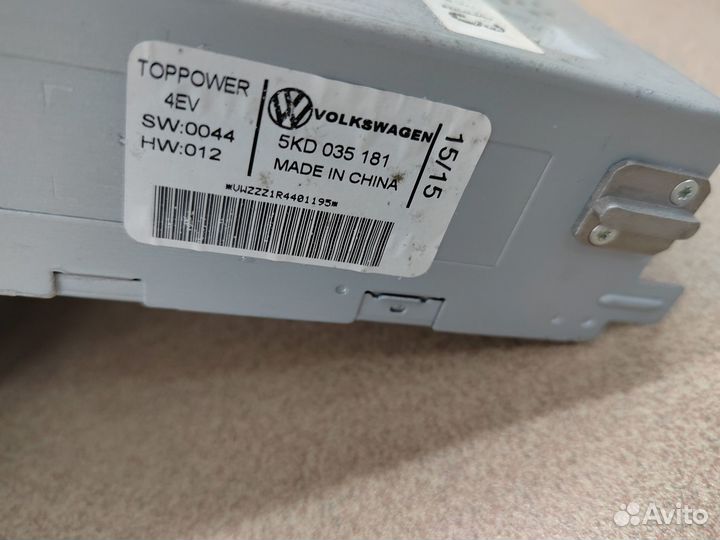 TOPPOWER
4EV
SW:0044
HW:012
VOLKSWAGEN
5KD 035 181
MADE IN CHINA
15/15
*VWZZZ1R4401195*
Avito